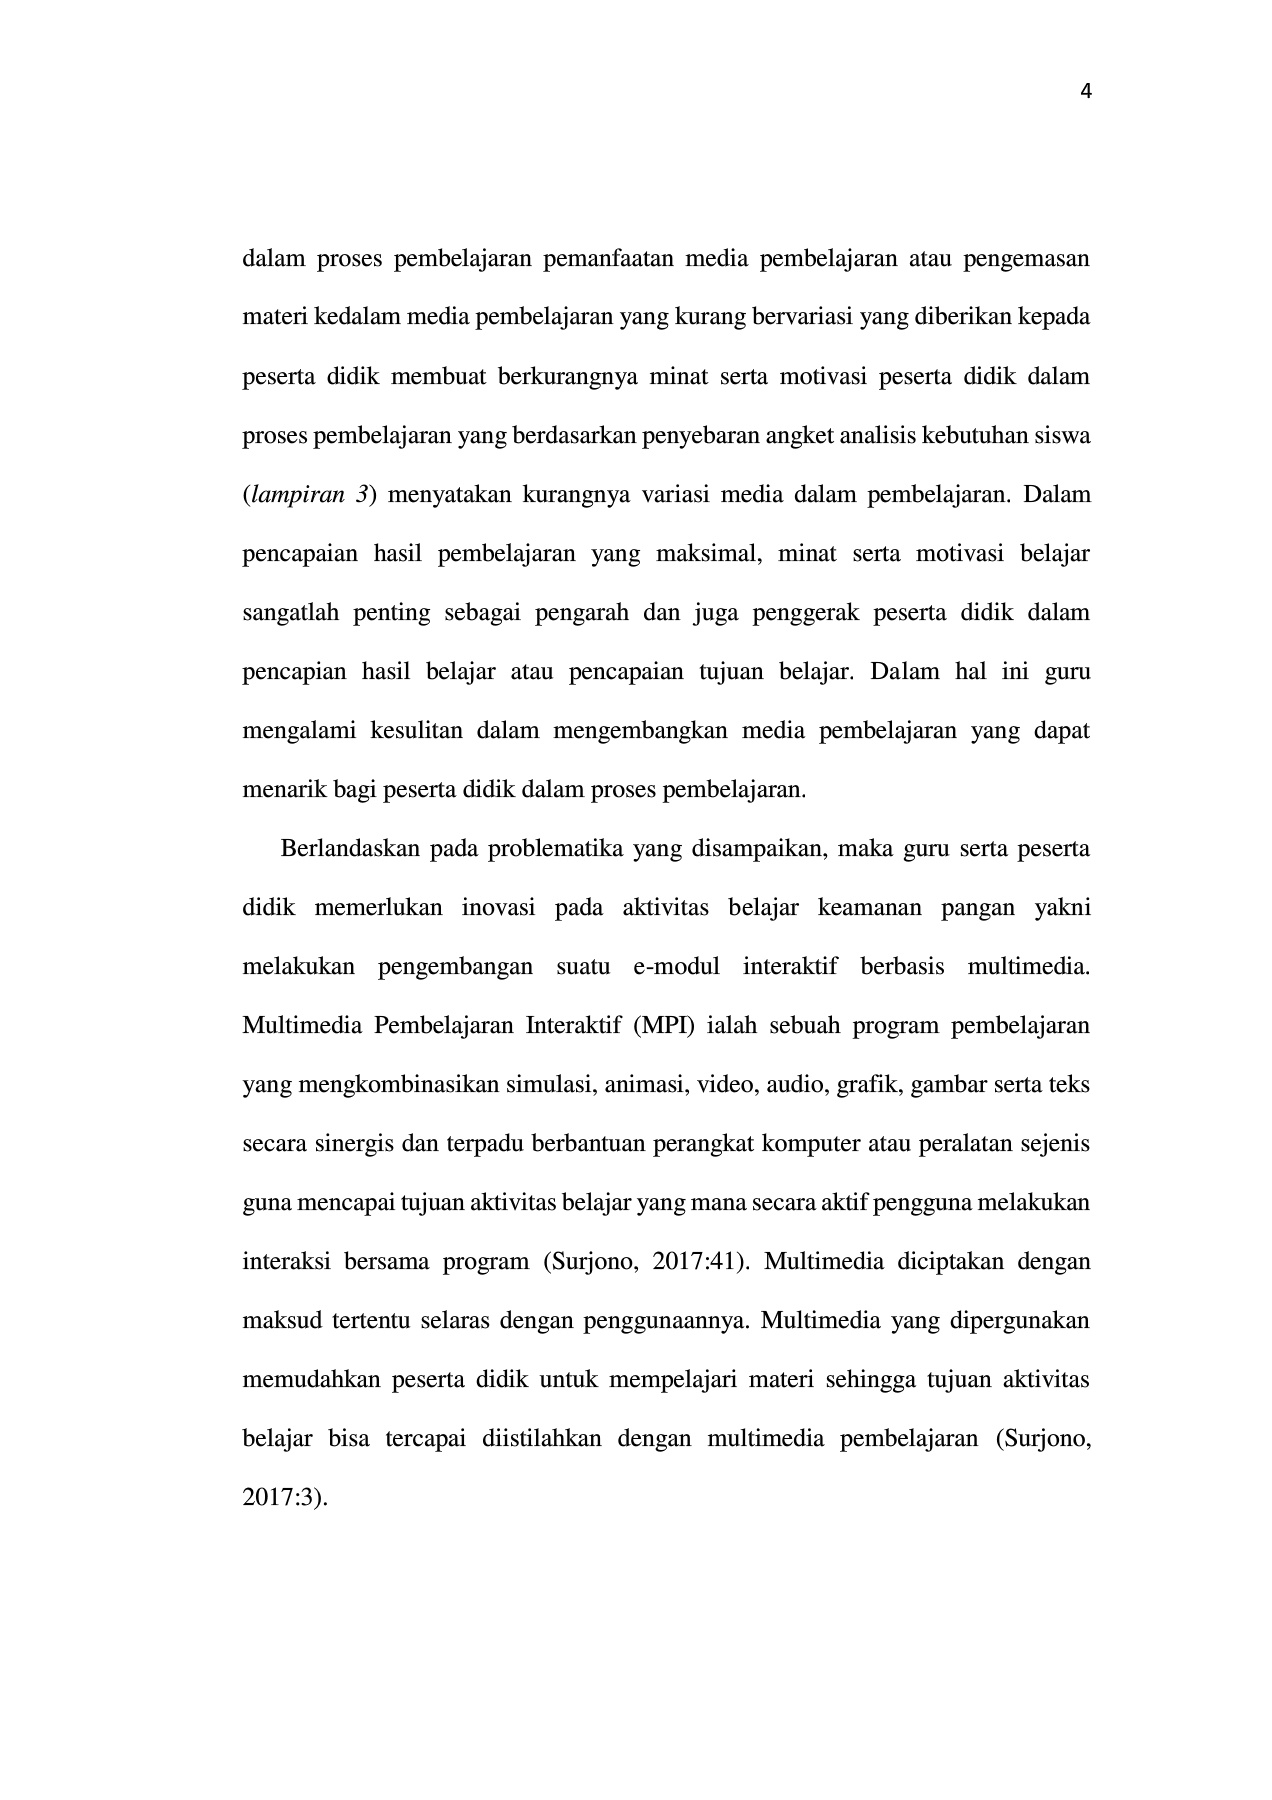 4
dalam proses pembelajaran pemanfaatan media pembelajaran atau pengemasan
materi kedalam media pembelajaran yang kurang bervariasi yang diberikan kepada
peserta didik membuat berkurangnya minat serta motivasi peserta didik dalam
proses pembelajaran yang berdasarkan penyebaran angket analisis kebutuhan siswa
(lampiran 3) menyatakan kurangnya variasi media dalam pembelajaran. Dalam
pencapaian hasil pembelajaran yang maksimal, minat serta motivasi belajar
sangatlah penting sebagai pengarah dan juga penggerak peserta didik dalam
pencapian hasil belajar atau pencapaian tujuan belajar. Dalam hal ini guru
mengalami kesulitan dalam mengembangkan media pembelajaran yang dapat
menarik bagi peserta didik dalam proses pembelajaran.
Berlandaskan pada problematika yang disampaikan, maka guru serta peserta
didik memerlukan inovasi pada aktivitas belajar keamanan pangan yakni
melakukan pengembangan suatu e-modul interaktif berbasis multimedia.
Multimedia Pembelajaran Interaktif (MPI) ialah sebuah program pembelajaran
yang mengkombinasikan simulasi, animasi, video, audio, grafik, gambar serta teks
secara sinergis dan terpadu berbantuan perangkat komputer atau peralatan sejenis
guna mencapai tujuan aktivitas belajar yang mana secara aktif pengguna melakukan
interaksi bersama program (Surjono, 2017:41). Multimedia diciptakan dengan
maksud tertentu selaras dengan penggunaannya. Multimedia yang dipergunakan
memudahkan peserta didik untuk mempelajari materi sehingga tujuan aktivitas
belajar bisa tercapai diistilahkan dengan multimedia pembelajaran (Surjono,
2017:3).